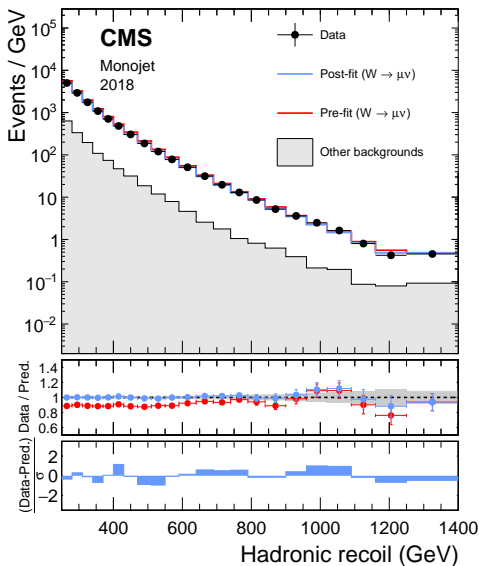 CMS
Monojet
2018
Data
Post-fit (W → μν)
Pre-fit (W → μν)
Other backgrounds
Events / GeV
10⁶
10⁵
10⁴
10³
10²
10
1
10⁻¹
10⁻²
Data / Pred.
1.4
1.2
1.0
0.8
0.6
(Data-Pred.)
σ
2
0
−2
400 600 800 1000 1200 1400
Hadronic recoil (GeV)